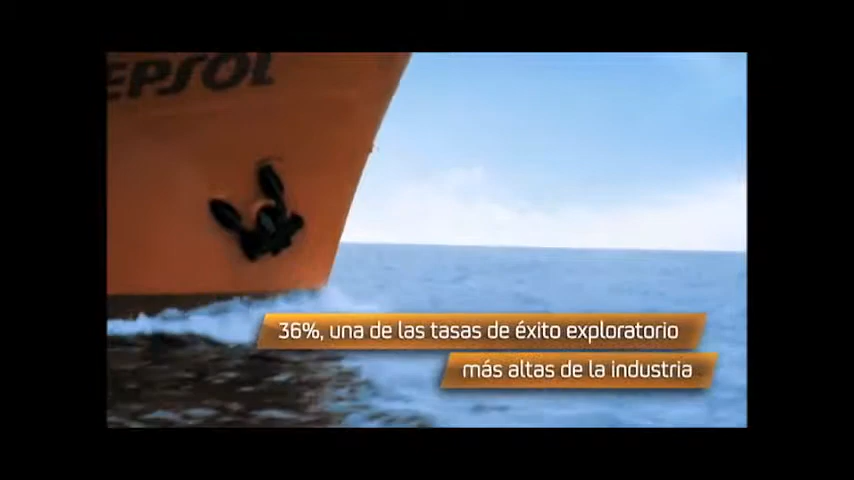 EPSOL
36%, una de las tasas de éxito exploratorio
más altas de la industria